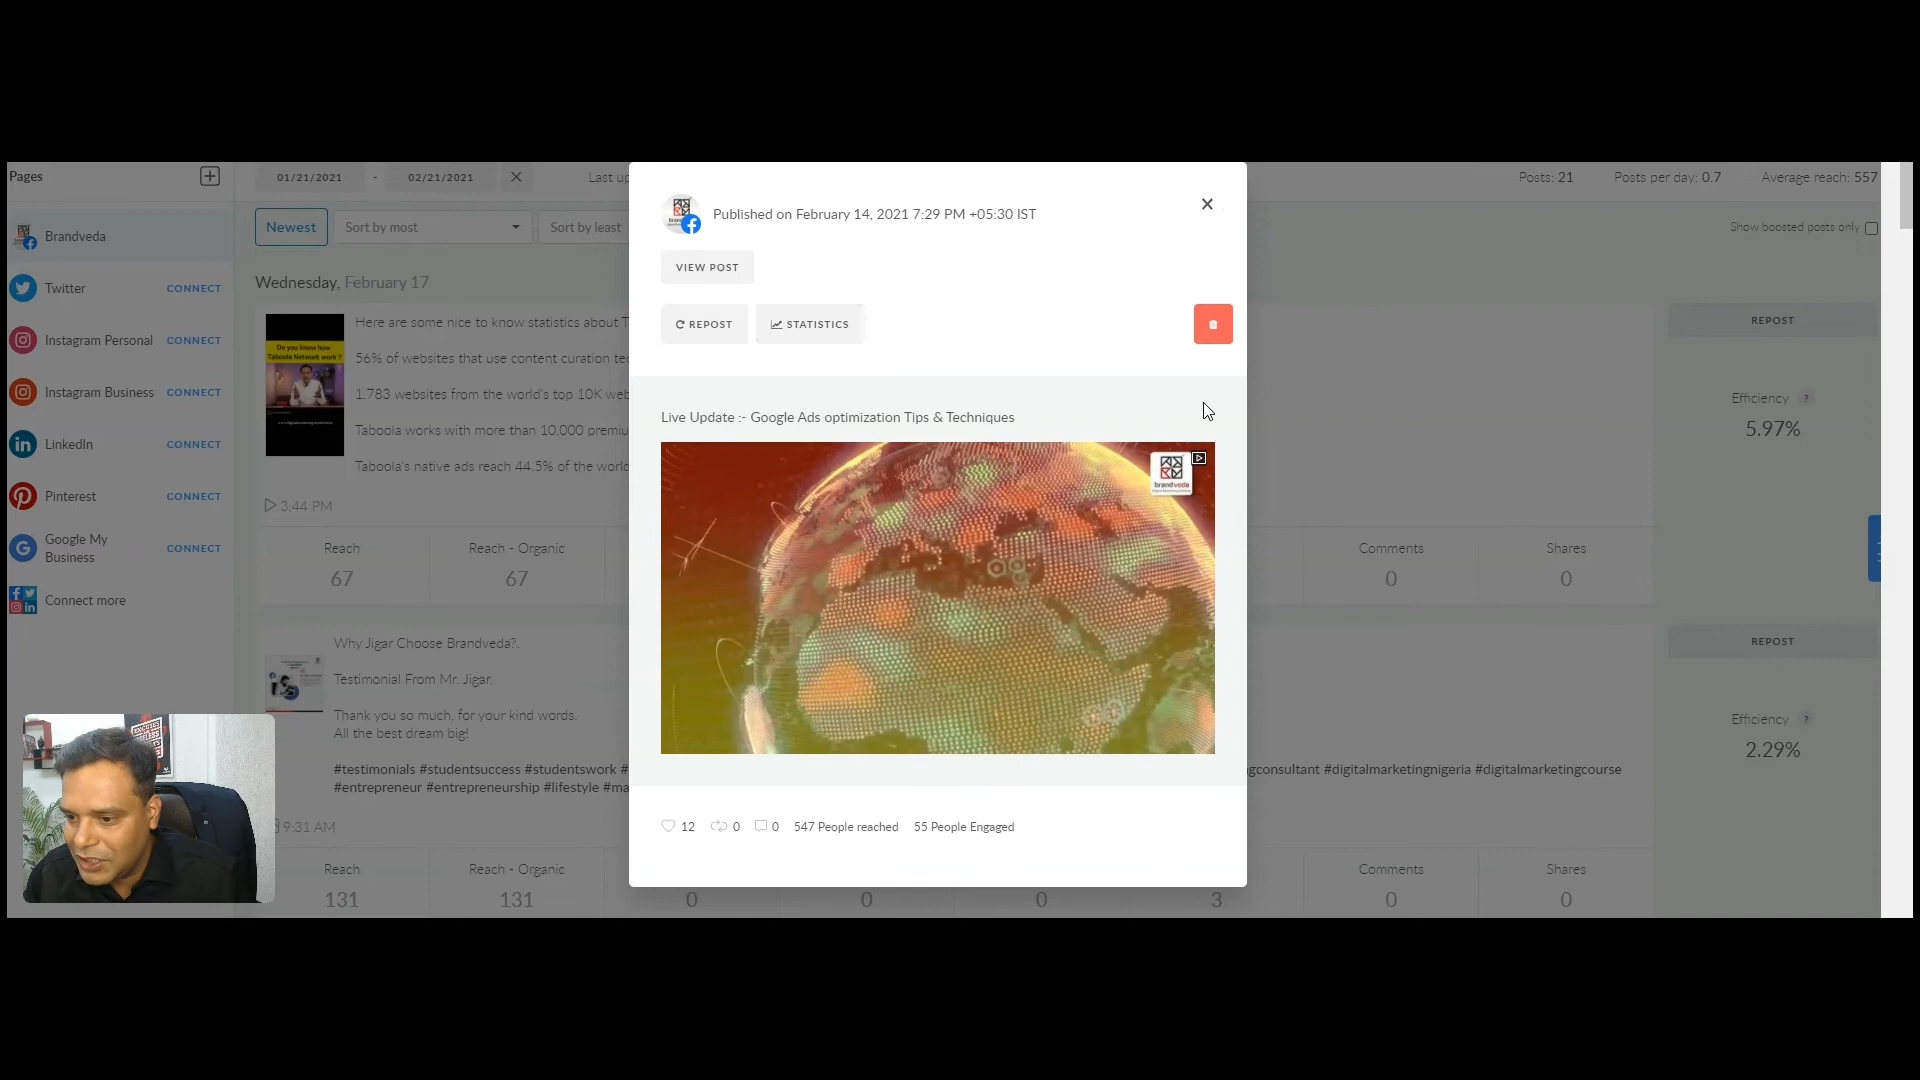 Pages
01/21/2021 - 02/21/2021
Last up
Posts: 21 Posts per day: 0.7 Average reach: 557
Brandveda
Twitter CONNECT
Instagram Personal CONNECT
Instagram Business CONNECT
LinkedIn CONNECT
Pinterest CONNECT
Google My
Business CONNECT
Connect more
Newest
Sort by most
Sort by least
Show boosted posts only
Wednesday, February 17
Do you know how
Taboola Network work ?
Here are some nice to know statistics about T
56% of websites that use content curation te
1,783 websites from the world's top 10K web
Taboola works with more than 10,000 premiu
Taboola's native ads reach 44.5% of the world
3:44 PM
Reach Reach - Organic Comments Shares
67 67 0 0
REPOST
Efficiency ?
5.97%
Why Jigar Choose Brandveda?.
Testimonial From Mr. Jigar.
Thank you so much, for your kind words.
All the best dream big!
#testimonials #studentsuccess #studentswork #
gconsultant #digitalmarketingnigeria #digitalmarketingcourse
#entrepreneur #entrepreneurship #lifestyle #ma
9:31 AM
Reach Reach - Organic Comments Shares
131 131 0 0 0 3 0 0
REPOST
Efficiency ?
2.29%
Published on February 14, 2021 7:29 PM +05:30 IST
VIEW POST
REPOST STATISTICS
Live Update :- Google Ads optimization Tips & Techniques
brandveda
12 0 0 547 People reached 55 People Engaged